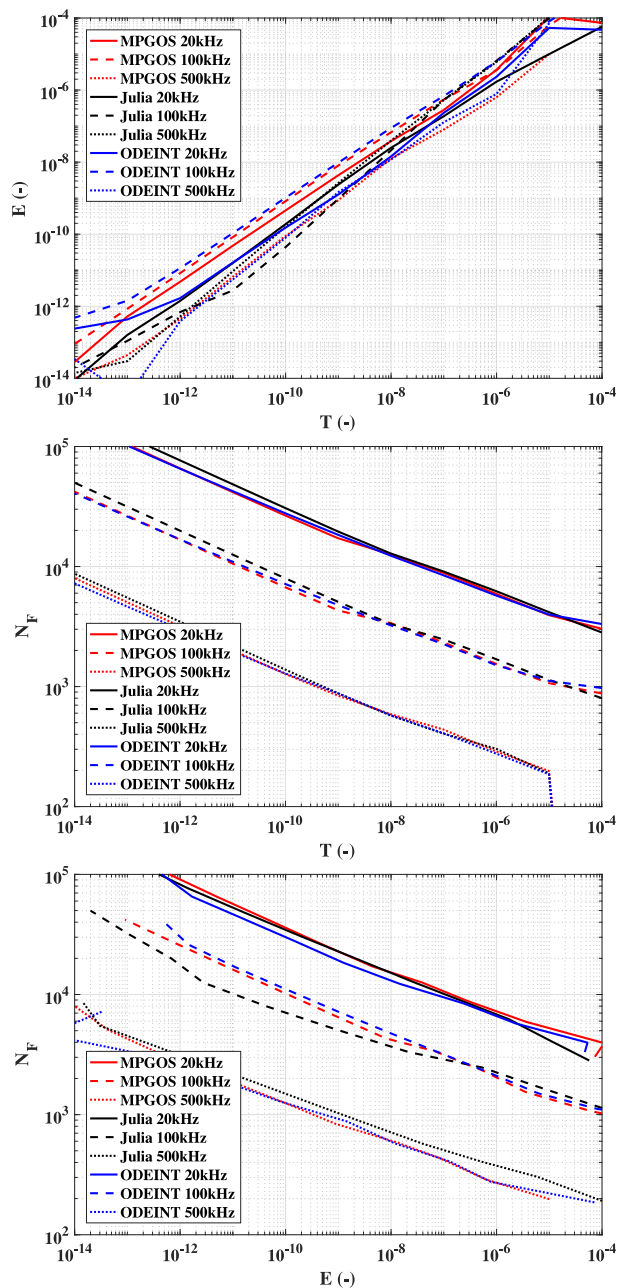 10^-4
10^-6
10^-8
10^-10
10^-12
10^-14
E (-)
MPGOS 20kHz
MPGOS 100kHz
MPGOS 500kHz
Julia 20kHz
Julia 100kHz
Julia 500kHz
ODEINT 20kHz
ODEINT 100kHz
ODEINT 500kHz
10^-14 10^-12 10^-10 10^-8 10^-6 10^-4
T (-)
10^5
10^4
10^3
10^2
N_F
MPGOS 20kHz
MPGOS 100kHz
MPGOS 500kHz
Julia 20kHz
Julia 100kHz
Julia 500kHz
ODEINT 20kHz
ODEINT 100kHz
ODEINT 500kHz
10^-14 10^-12 10^-10 10^-8 10^-6 10^-4
T (-)
10^5
10^4
10^3
10^2
N_F
MPGOS 20kHz
MPGOS 100kHz
MPGOS 500kHz
Julia 20kHz
Julia 100kHz
Julia 500kHz
ODEINT 20kHz
ODEINT 100kHz
ODEINT 500kHz
10^-14 10^-12 10^-10 10^-8 10^-6 10^-4
E (-)